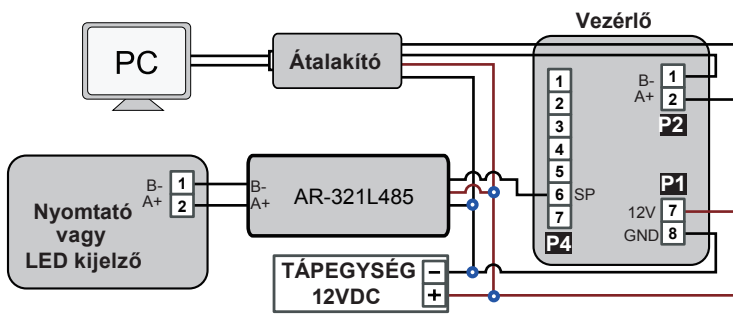 Vezérlő
PC
Átalakító
1
2
3
4
5
6 SP
7
P4
B- 1
A+ 2
P2
P1
12V 7
GND 8
Nyomtató
vagy
LED kijelző
B- 1
A+ 2
B-
A+
AR-321L485
TÁPEGYSÉG −
12VDC +